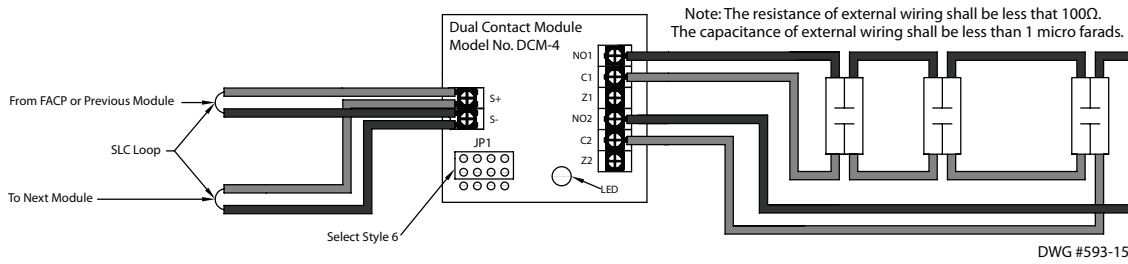 Note: The resistance of external wiring shall be less that 100Ω.
The capacitance of external wiring shall be less than 1 micro farads.
Dual Contact Module
Model No. DCM-4
NO1
C1
Z1
NO2
C2
Z2
S+
S-
JP1
LED
From FACP or Previous Module
SLC Loop
To Next Module
Select Style 6
DWG #593-15